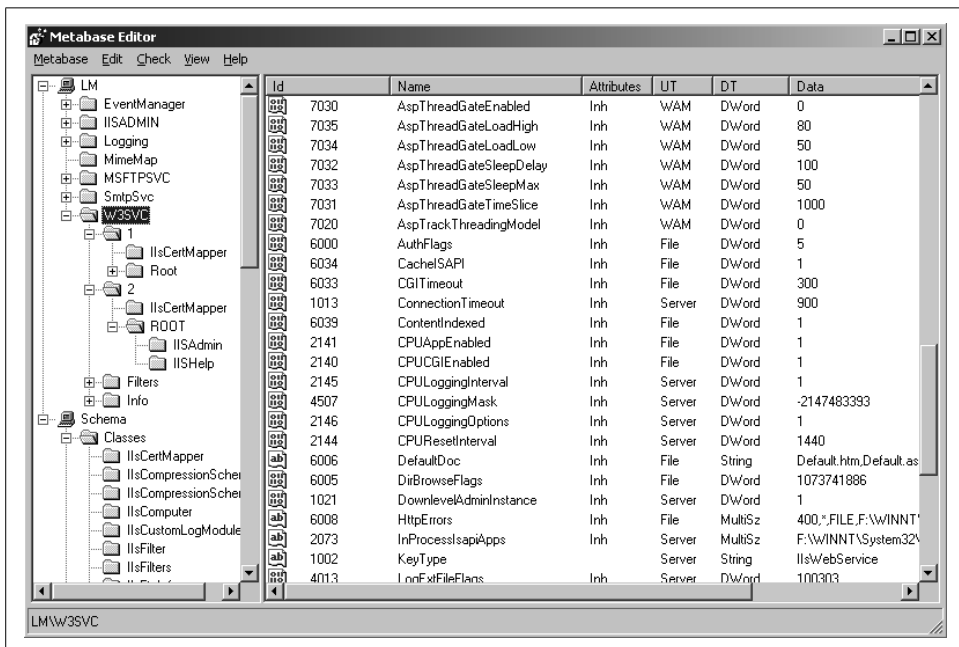 Metabase Editor
Metabase Edit Check View Help
LM
EventManager
IISADMIN
Logging
MimeMap
MSFTPSVC
SmtpSvc
W3SVC
1
IIsCertMapper
Root
2
IIsCertMapper
ROOT
IISAdmin
IISHelp
Filters
Info
Schema
Classes
IIsCertMapper
IIsCompressionScher
IIsCompressionScher
IIsComputer
IIsCustomLogModule
IIsFilter
IIsFilters
Id Name Attributes UT DT Data
7030 AspThreadGateEnabled Inh WAM DWord 0
7035 AspThreadGateLoadHigh Inh WAM DWord 80
7034 AspThreadGateLoadLow Inh WAM DWord 50
7032 AspThreadGateSleepDelay Inh WAM DWord 100
7033 AspThreadGateSleepMax Inh WAM DWord 50
7031 AspThreadGateTimeSlice Inh WAM DWord 1000
7020 AspTrackThreadingModel Inh WAM DWord 0
6000 AuthFlags Inh File DWord 5
6034 CacheISAPI Inh File DWord 1
6033 CGITimeout Inh File DWord 300
1013 ConnectionTimeout Inh Server DWord 900
6039 ContentIndexed Inh File DWord 1
2141 CPUAppEnabled Inh File DWord 1
2140 CPUCGIEnabled Inh File DWord 1
2145 CPULoggingInterval Inh Server DWord 1
4507 CPULoggingMask Inh Server DWord -2147483393
2146 CPULoggingOptions Inh Server DWord 1
2144 CPUResetInterval Inh Server DWord 1440
6006 DefaultDoc Inh File String Default.htm,Default.as
6005 DirBrowseFlags Inh File DWord 1073741886
1021 DownlevelAdminInstance Inh Server DWord 1
6008 HttpErrors Inh File MultiSz 400,*,FILE,F:\WINNT\
2073 InProcessIsapiApps Inh Server MultiSz F:\WINNT\System32\
1002 KeyType Server String IIsWebService
4013 LogExtFileFlags Inh Server DWord 100303
LM\W3SVC